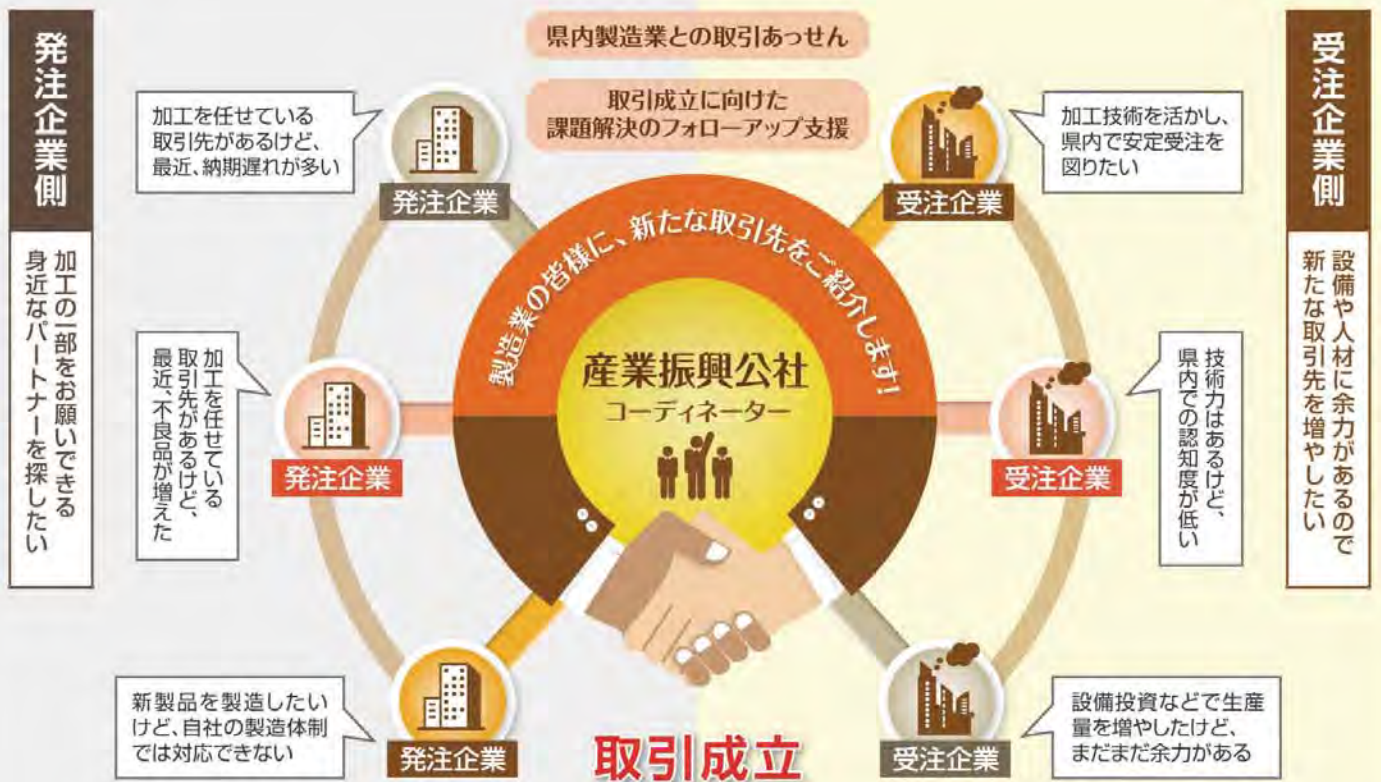 発注企業側
加工の一部をお願いできる
身近なパートナーを探したい
県内製造業との取引あっせん
取引成立に向けた
課題解決のフォローアップ支援
加工を任せている
取引先があるけど、
最近、納期遅れが多い
発注企業
加工を任せている
取引先があるけど、
最近、不良品が増えた
発注企業
新製品を製造したい
けど、自社の製造体制
では対応できない
発注企業
製造業の皆様に、新たな取引先をご紹介します!
産業振興公社
コーディネーター
取引成立
受注企業
加工技術を活かし、
県内で安定受注を
図りたい
受注企業
技術力はあるけど、
県内での認知度が低い
受注企業
設備投資などで生産
量を増やしたけど、
まだまだ余力がある
受注企業側
設備や人材に余力があるので
新たな取引先を増やしたい